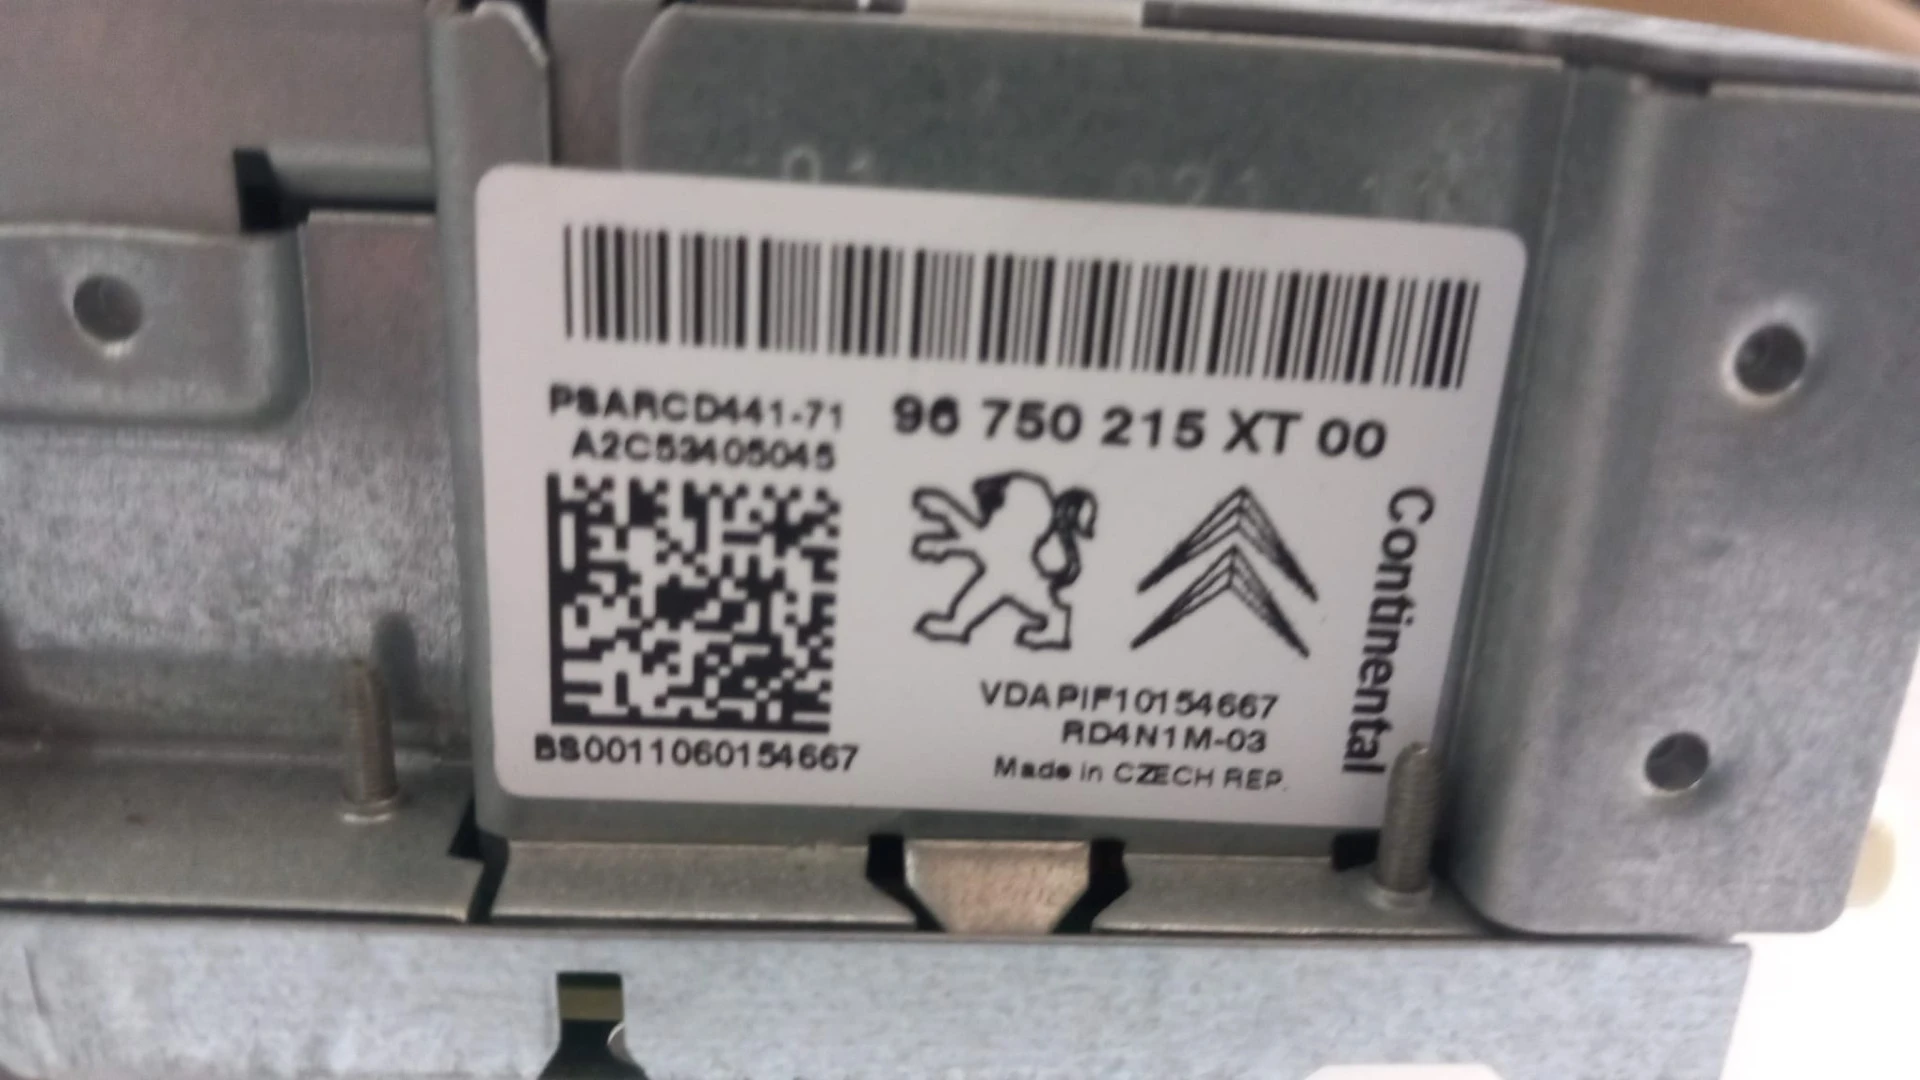 PSARCD441-71
A2C53405045
96 750 215 XT 00
Continental
VDAPIF10154667
RD4N1M-03
Made in CZECH REP.
BS0011060154667